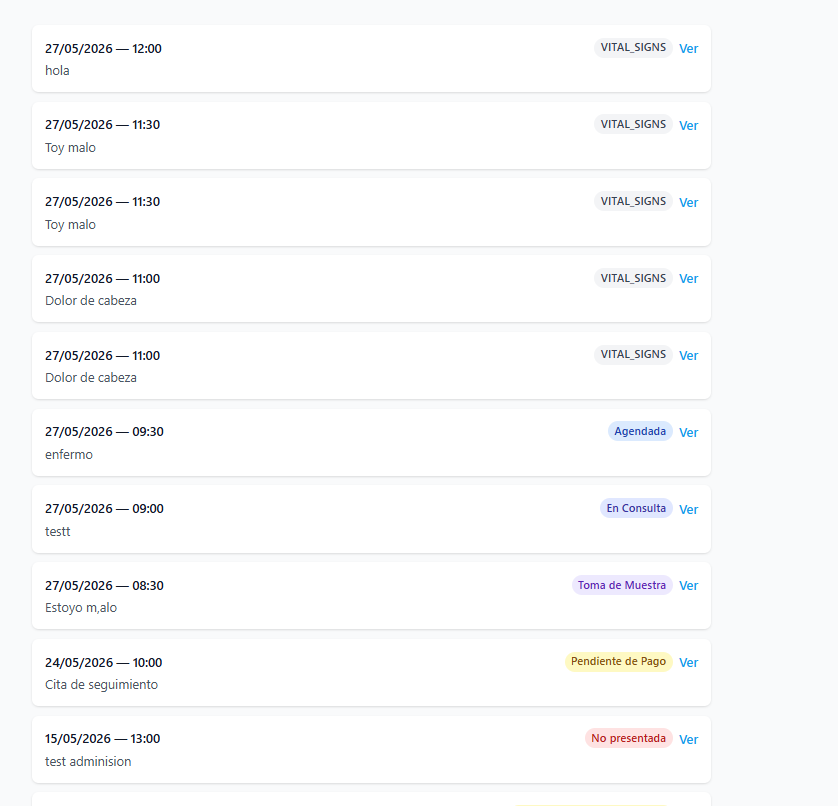 27/05/2026 — 12:00 VITAL_SIGNS Ver
hola
27/05/2026 — 11:30 VITAL_SIGNS Ver
Toy malo
27/05/2026 — 11:30 VITAL_SIGNS Ver
Toy malo
27/05/2026 — 11:00 VITAL_SIGNS Ver
Dolor de cabeza
27/05/2026 — 11:00 VITAL_SIGNS Ver
Dolor de cabeza
27/05/2026 — 09:30 Agendada Ver
enfermo
27/05/2026 — 09:00 En Consulta Ver
testt
27/05/2026 — 08:30 Toma de Muestra Ver
Estoyo m,alo
24/05/2026 — 10:00 Pendiente de Pago Ver
Cita de seguimiento
15/05/2026 — 13:00 No presentada Ver
test adminision